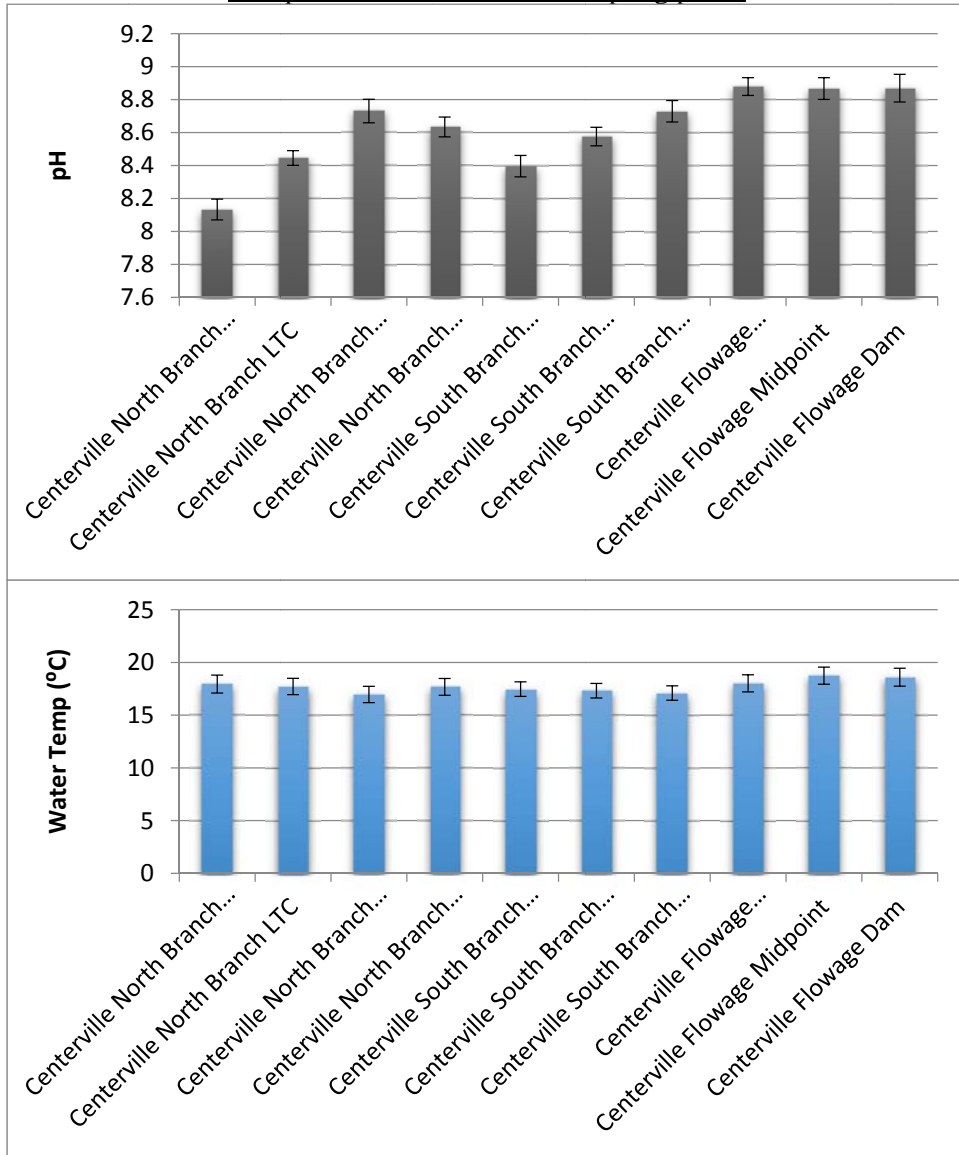 9.2
9
8.8
8.6
8.4
8.2
8
7.8
7.6
pH
Centerville North Branch...
Centerville North Branch LTC
Centerville North Branch...
Centerville North Branch...
Centerville South Branch...
Centerville South Branch...
Centerville South Branch...
Centerville Flowage...
Centerville Flowage Midpoint
Centerville Flowage Dam
25
20
15
10
5
0
Water Temp (⁰C)
Centerville North Branch...
Centerville North Branch LTC
Centerville North Branch...
Centerville North Branch...
Centerville South Branch...
Centerville South Branch...
Centerville South Branch...
Centerville Flowage...
Centerville Flowage Midpoint
Centerville Flowage Dam